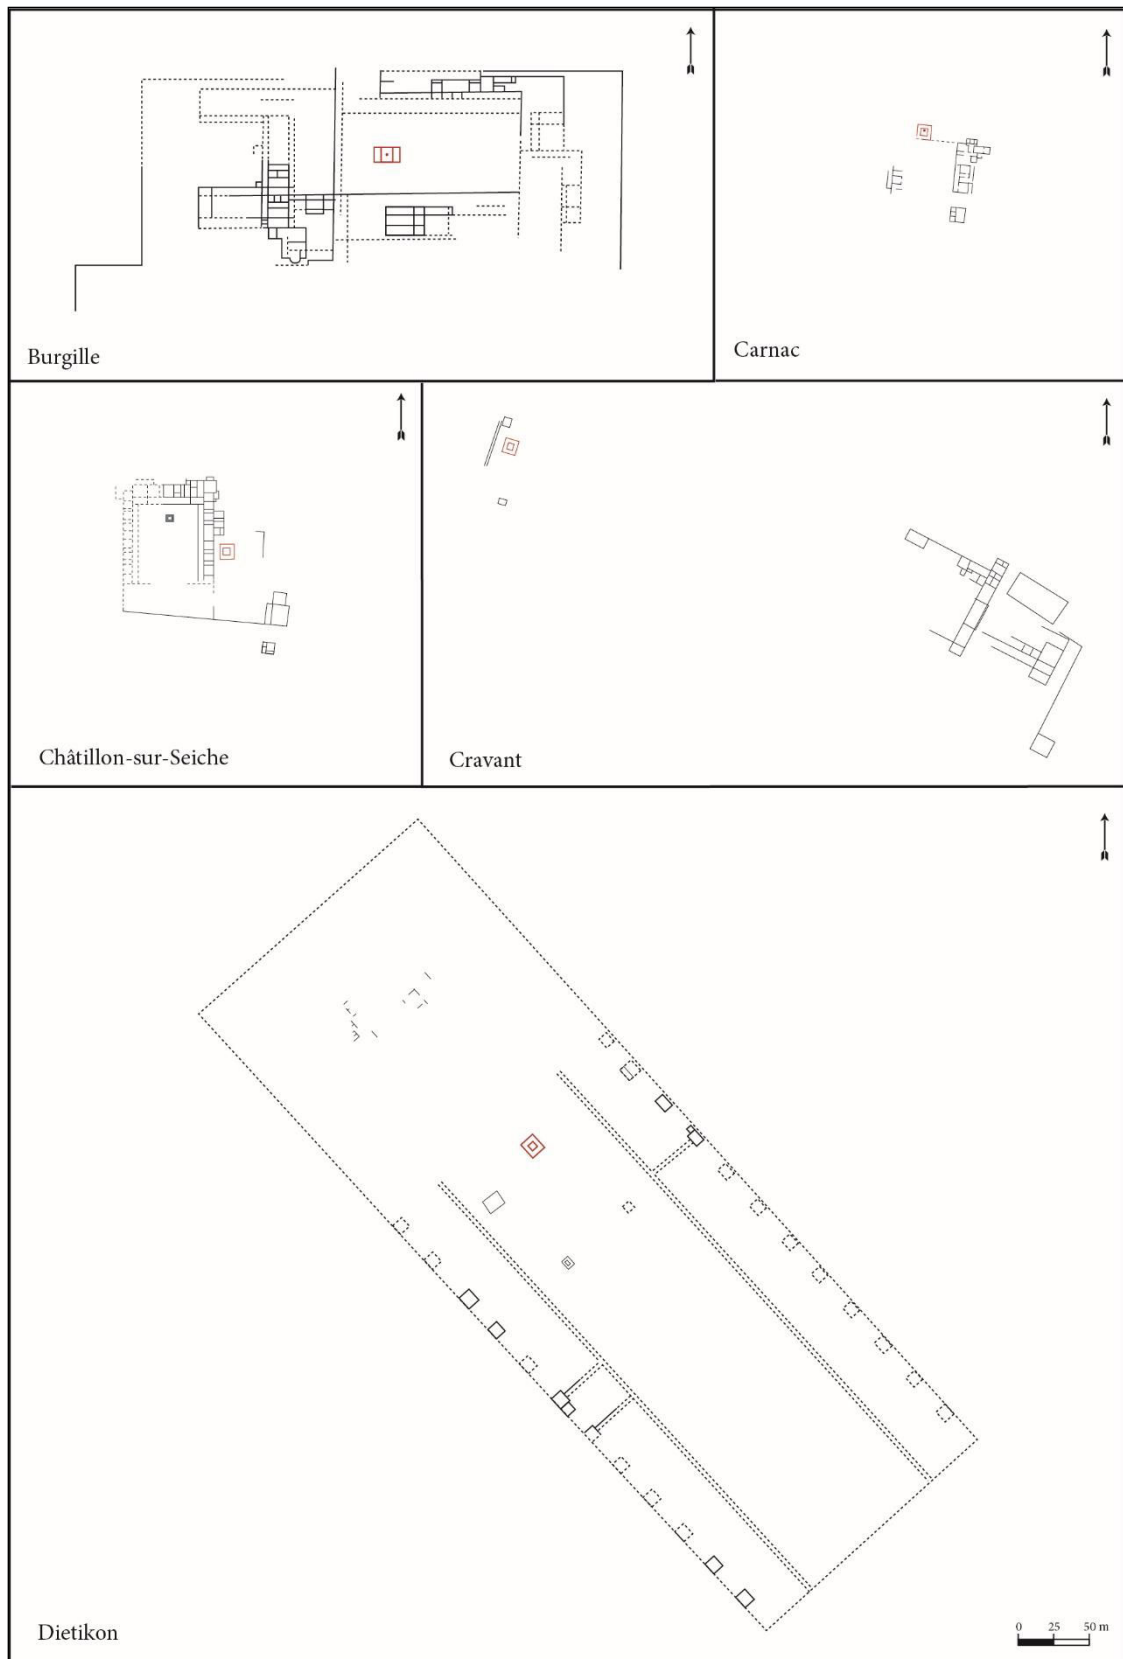 Burgille
Carnac
Châtillon-sur-Seiche
Cravant
Dietikon
0 25 50 m